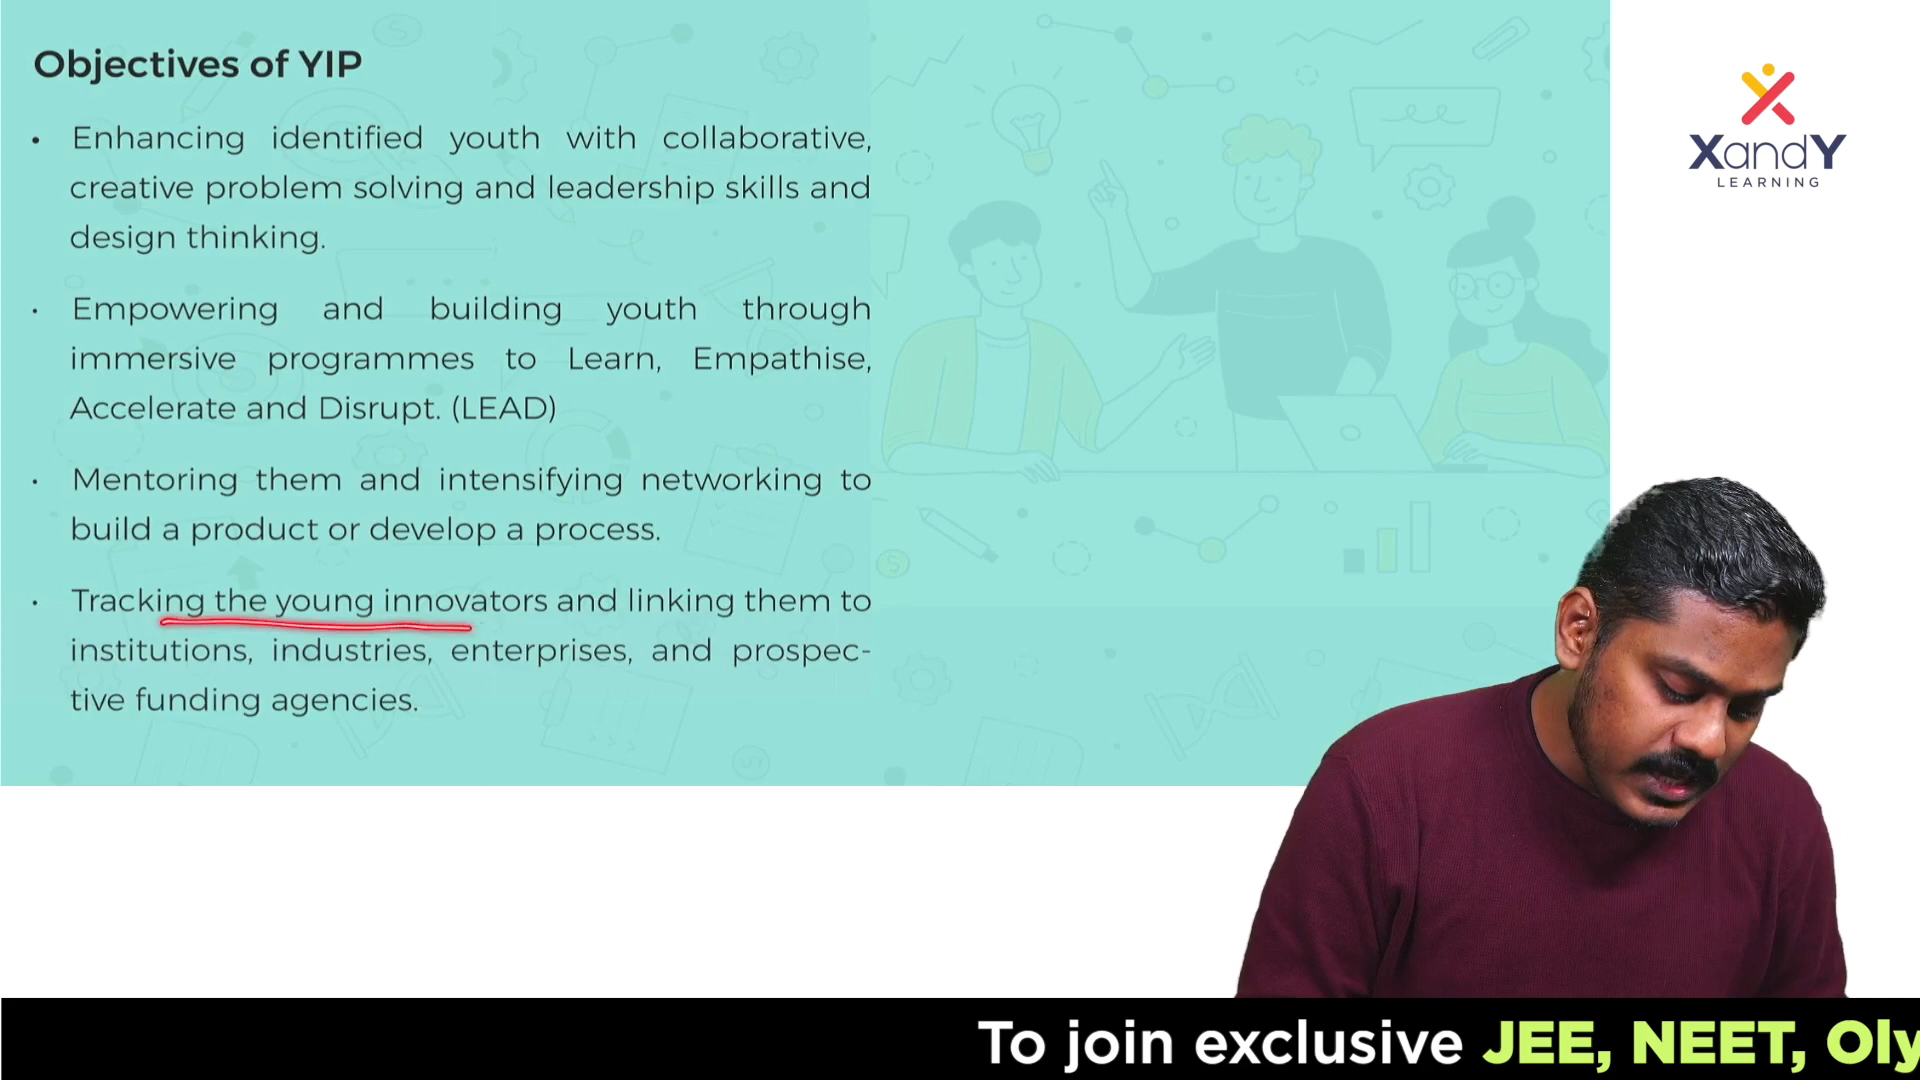 Objectives of YIP
• Enhancing identified youth with collaborative,
creative problem solving and leadership skills and
design thinking.
• Empowering and building youth through
immersive programmes to Learn, Empathise,
Accelerate and Disrupt. (LEAD)
• Mentoring them and intensifying networking to
build a product or develop a process.
• Tracking the young innovators and linking them to
institutions, industries, enterprises, and prospec-
tive funding agencies.
XandY
LEARNING
To join exclusive JEE, NEET, Oly